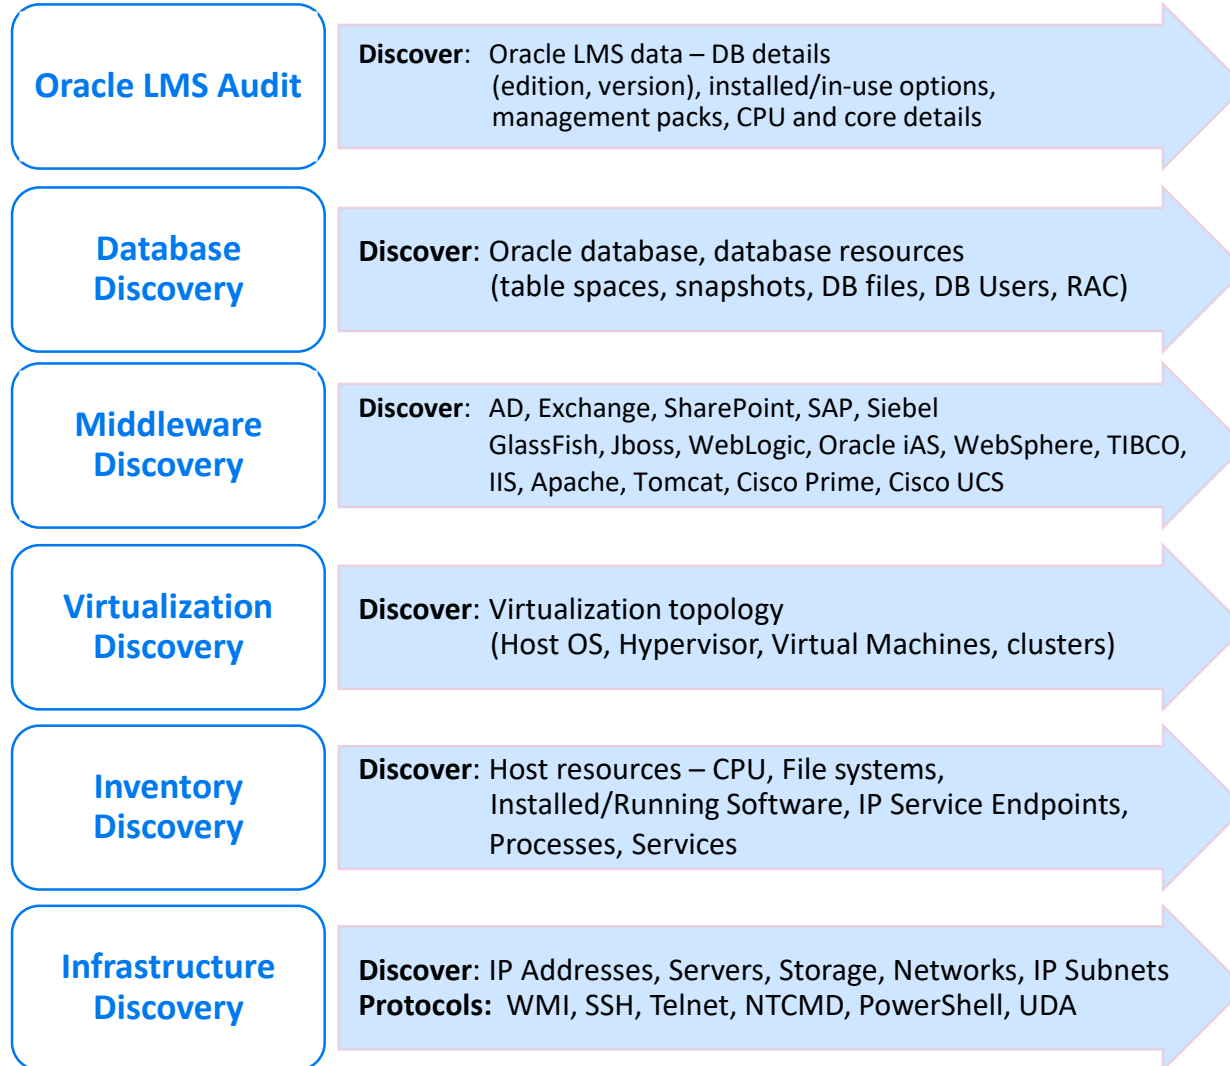 Oracle LMS Audit
Discover: Oracle LMS data – DB details
(edition, version), installed/in-use options,
management packs, CPU and core details
Database
Discovery
Discover: Oracle database, database resources
(table spaces, snapshots, DB files, DB Users, RAC)
Middleware
Discovery
Discover: AD, Exchange, SharePoint, SAP, Siebel
GlassFish, Jboss, WebLogic, Oracle iAS, WebSphere, TIBCO,
IIS, Apache, Tomcat, Cisco Prime, Cisco UCS
Virtualization
Discovery
Discover: Virtualization topology
(Host OS, Hypervisor, Virtual Machines, clusters)
Inventory
Discovery
Discover: Host resources – CPU, File systems,
Installed/Running Software, IP Service Endpoints,
Processes, Services
Infrastructure
Discovery
Discover: IP Addresses, Servers, Storage, Networks, IP Subnets
Protocols: WMI, SSH, Telnet, NTCMD, PowerShell, UDA